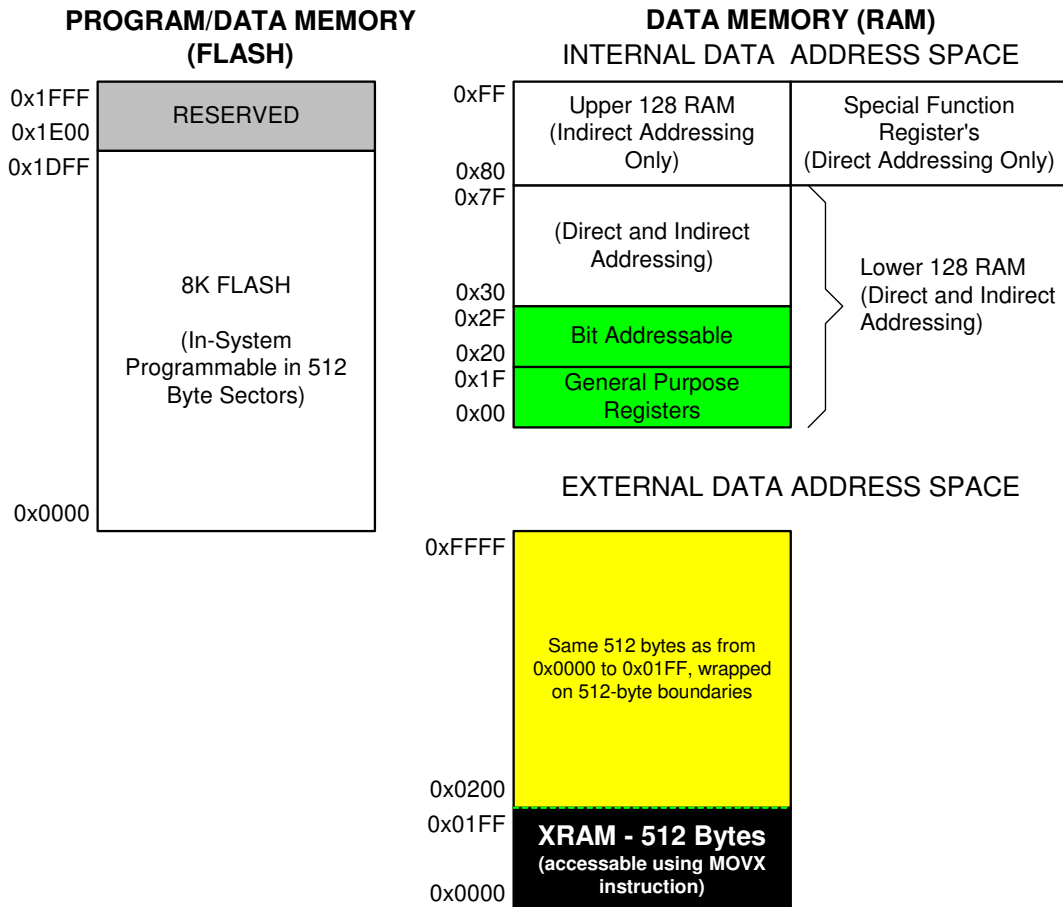 PROGRAM/DATA MEMORY
(FLASH)
0x1FFF
RESERVED
0x1E00
0x1DFF
8K FLASH
(In-System
Programmable in 512
Byte Sectors)
0x0000
DATA MEMORY (RAM)
INTERNAL DATA ADDRESS SPACE
0xFF
Upper 128 RAM
(Indirect Addressing
Only)
0x80
Special Function
Register's
(Direct Addressing Only)
0x7F
(Direct and Indirect
Addressing)
0x30
0x2F
Bit Addressable
0x20
0x1F
General Purpose
Registers
0x00
Lower 128 RAM
(Direct and Indirect
Addressing)
EXTERNAL DATA ADDRESS SPACE
0xFFFF
Same 512 bytes as from
0x0000 to 0x01FF, wrapped
on 512-byte boundaries
0x0200
0x01FF
XRAM - 512 Bytes
(accessable using MOVX
instruction)
0x0000